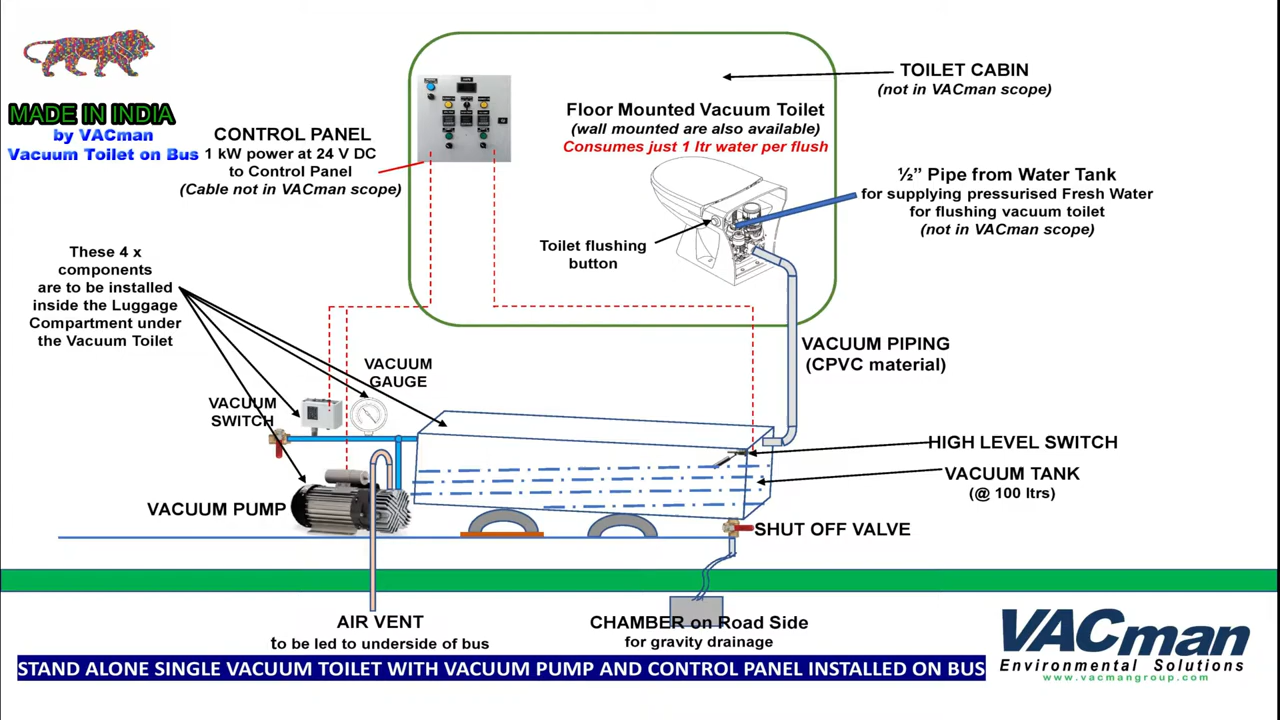 MADE IN INDIA
by VACman
Vacuum Toilet on Bus
CONTROL PANEL
1 kW power at 24 V DC
to Control Panel
(Cable not in VACman scope)
TOILET CABIN
(not in VACman scope)
Floor Mounted Vacuum Toilet
(wall mounted are also available)
Consumes just 1 ltr water per flush
½” Pipe from Water Tank
for supplying pressurised Fresh Water
for flushing vacuum toilet
(not in VACman scope)
Toilet flushing
button
These 4 x
components
are to be installed
inside the Luggage
Compartment under
the Vacuum Toilet
VACUUM
GAUGE
VACUUM
SWITCH
VACUUM PIPING
(CPVC material)
HIGH LEVEL SWITCH
VACUUM TANK
(@ 100 ltrs)
VACUUM PUMP
SHUT OFF VALVE
AIR VENT
to be led to underside of bus
CHAMBER on Road Side
for gravity drainage
STAND ALONE SINGLE VACUUM TOILET WITH VACUUM PUMP AND CONTROL PANEL INSTALLED ON BUS
VACman
Environmental Solutions
www.vacmangroup.com